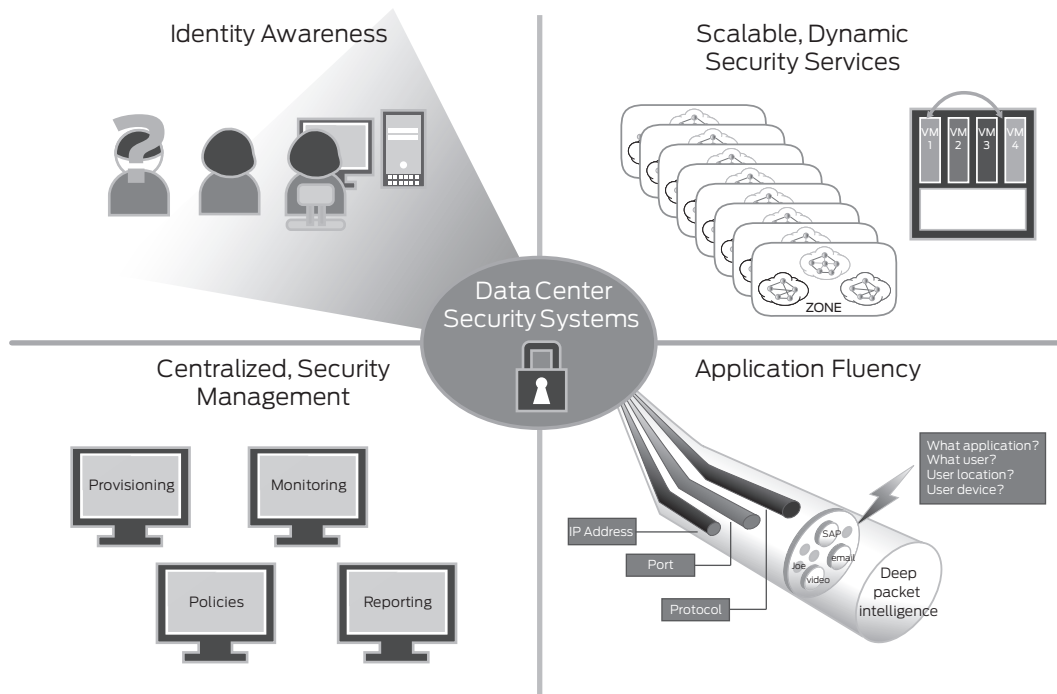 Identity Awareness
Scalable, Dynamic
Security Services
VM
1
VM
2
VM
3
VM
4
ZONE
Data Center
Security Systems
Centralized, Security
Management
Provisioning
Monitoring
Policies
Reporting
Application Fluency
What application?
What user?
User location?
User device?
IP Address
Port
Protocol
SAP
email
Joe
video
Deep
packet
intelligence